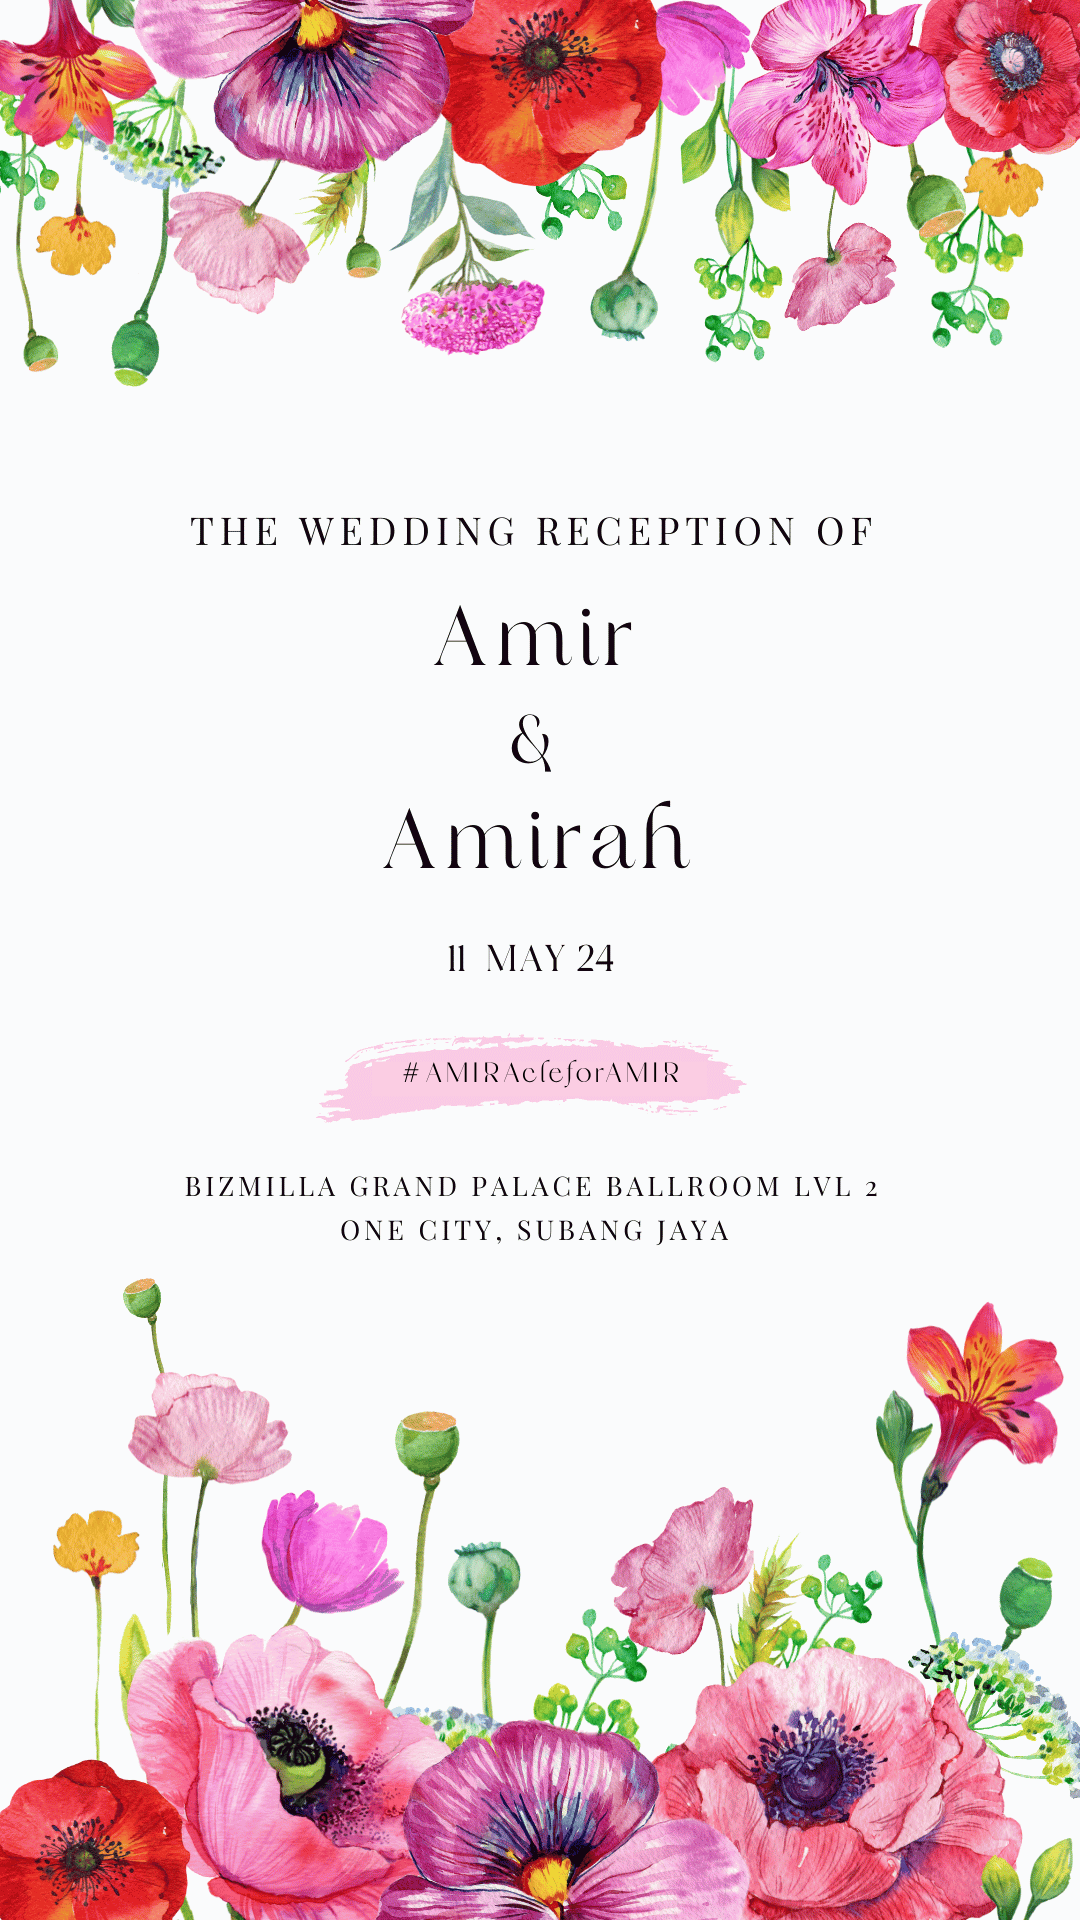 THE WEDDING RECEPTION OF
Amir
&
Amirah
11 MAY 24
#AMIRAcleforAMIR
BIZMILLA GRAND PALACE BALLROOM LVL 2
ONE CITY, SUBANG JAYA